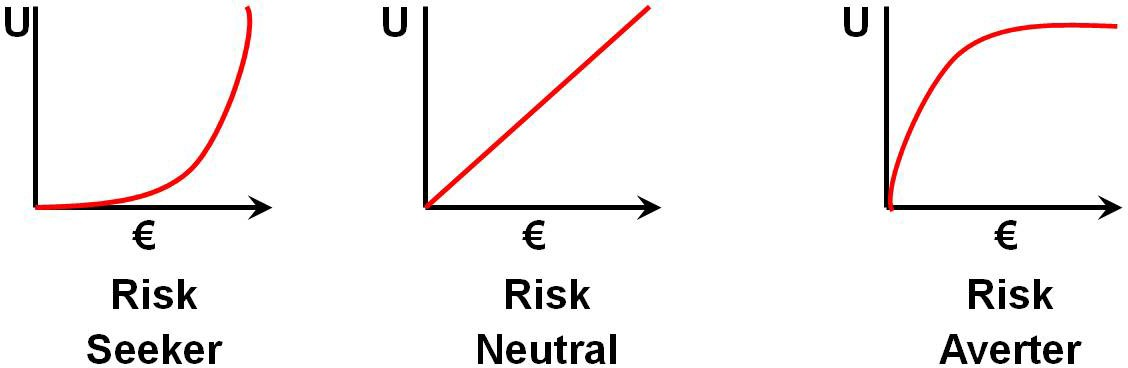 U
€
Risk
Seeker
U
€
Risk
Neutral
U
€
Risk
Averter